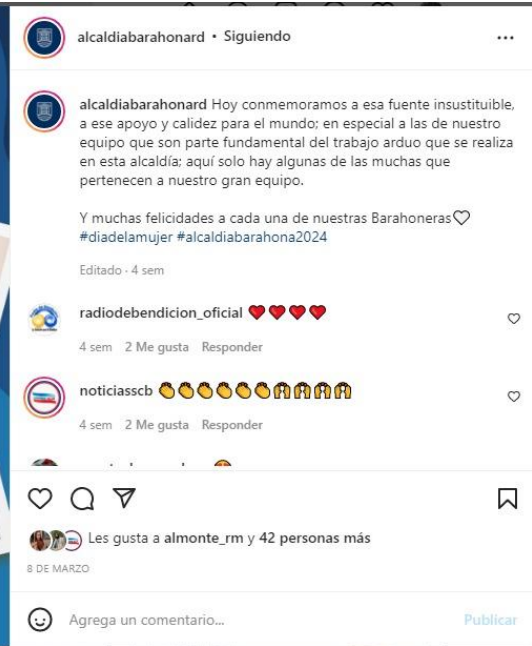 alcaldiabarahonard • Siguiendo
alcaldiabarahonard Hoy conmemoramos a esa fuente insustituible,
a ese apoyo y calidez para el mundo; en especial a las de nuestro
equipo que son parte fundamental del trabajo arduo que se realiza
en esta alcaldía; aquí solo hay algunas de las muchas que
pertenecen a nuestro gran equipo.
Y muchas felicidades a cada una de nuestras Barahoneras🤍
#diadelamujer #alcaldiabarahona2024
Editado · 4 sem
radiodebendicion_oficial ❤️❤️❤️❤️
4 sem 2 Me gusta Responder
noticiasscb 👏👏👏👏👏👏🙌🙌🙌🙌
4 sem 2 Me gusta Responder
Les gusta a almonte_rm y 42 personas más
8 DE MARZO
Agrega un comentario...
Publicar